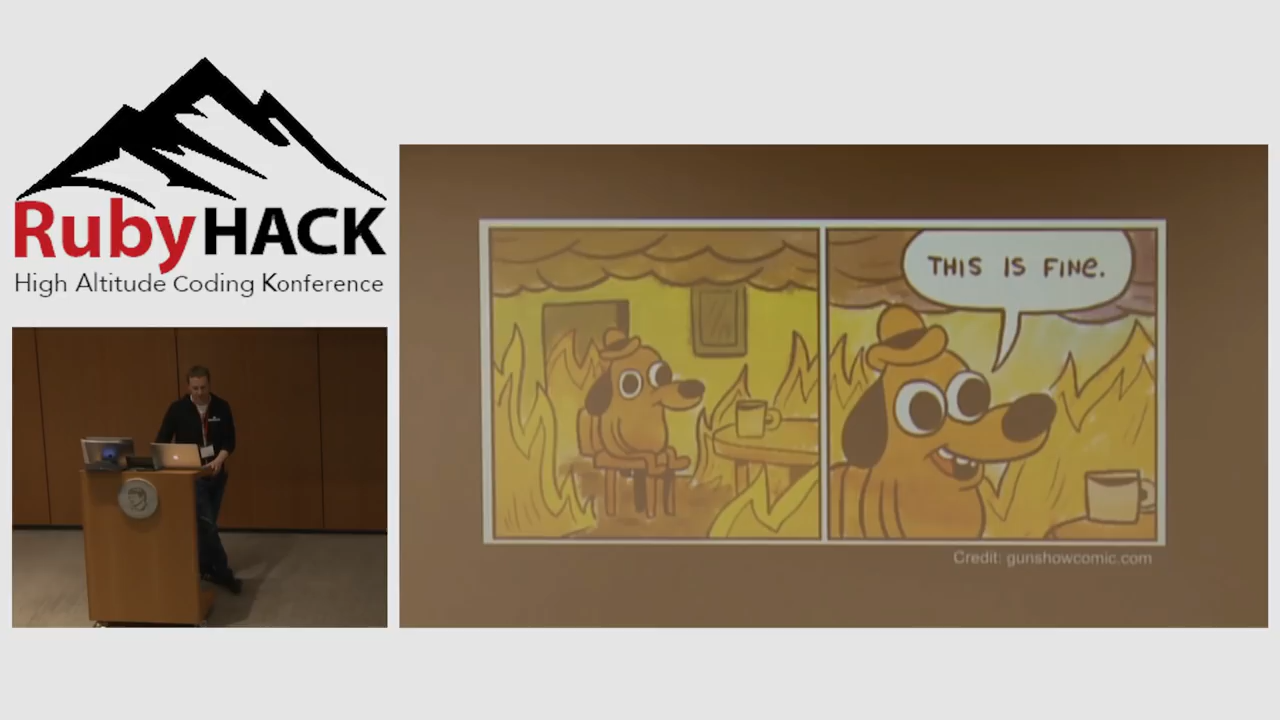 RubyHACK
High Altitude Coding Konference
THIS IS FINE.
Credit: gunshowcomic.com